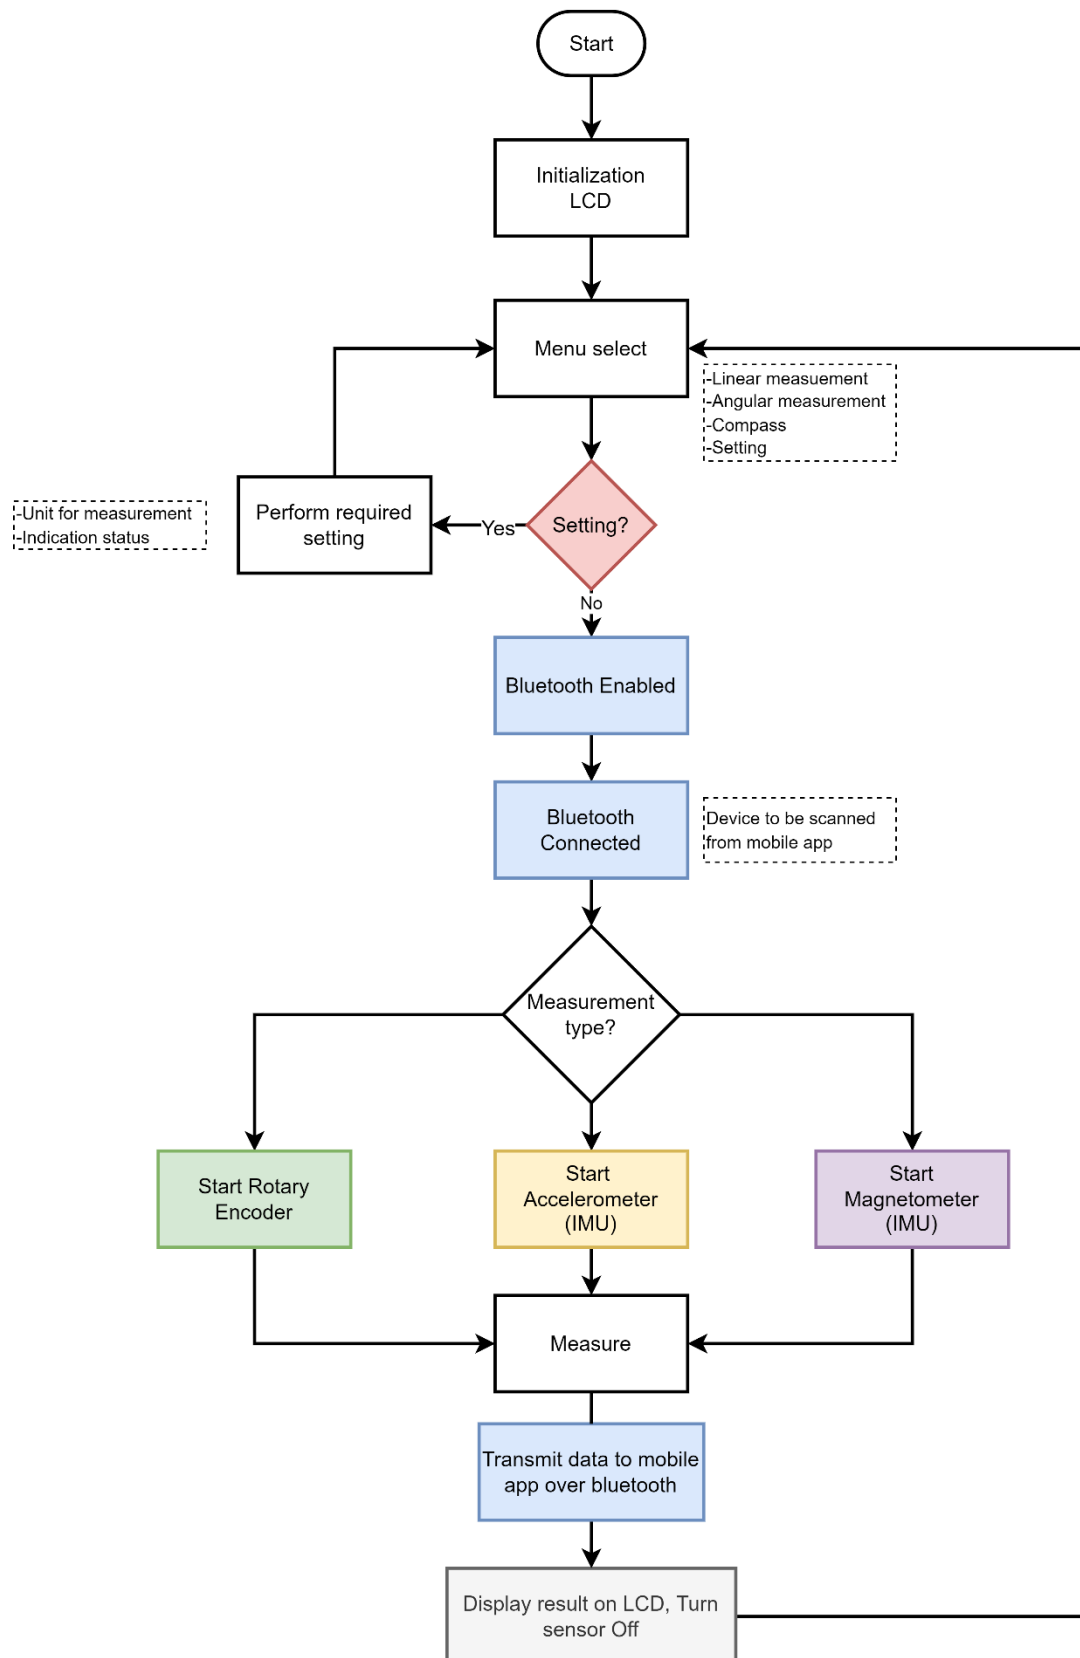 Start
Initialization
LCD
Menu select
-Linear measuement
-Angular measurement
-Compass
-Setting
-Unit for measurement
-Indication status
Perform required
setting
Yes
Setting?
No
Bluetooth Enabled
Bluetooth
Connected
Device to be scanned
from mobile app
Measurement
type?
Start Rotary
Encoder
Start
Accelerometer
(IMU)
Start
Magnetometer
(IMU)
Measure
Transmit data to mobile
app over bluetooth
Display result on LCD, Turn
sensor Off